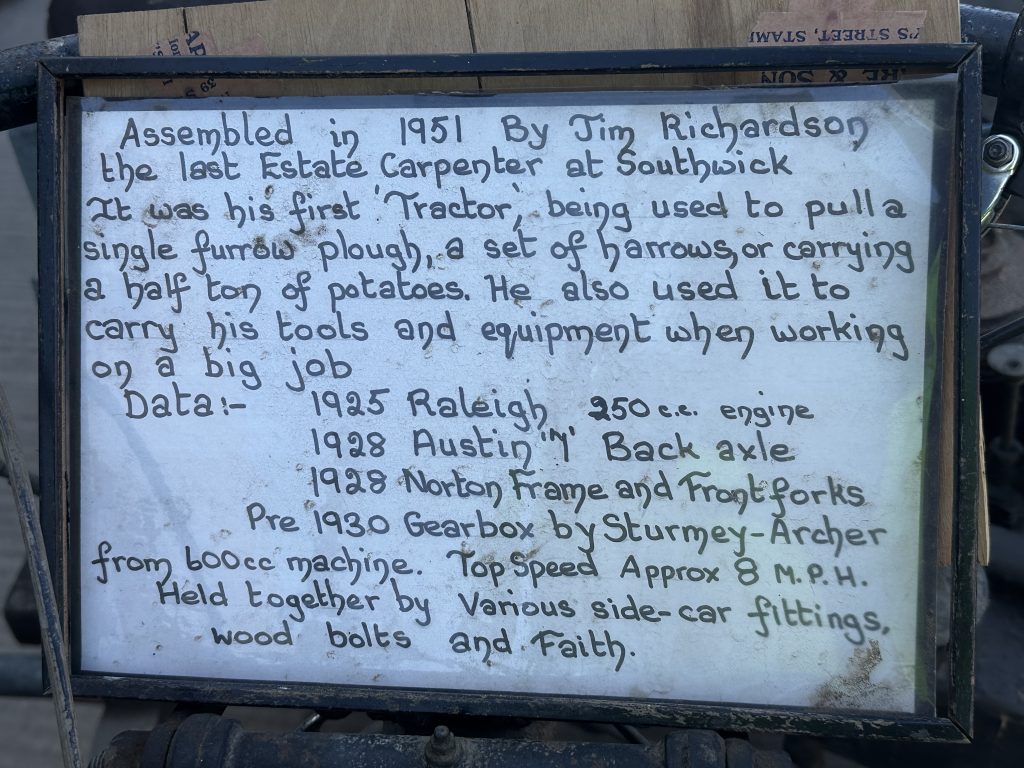 'S STREET, STAM
RE & SON
Assembled in 1951 By Jim Richardson
the last Estate Carpenter at Southwick
It was his first 'Tractor', being used to pull a
single furrow plough, a set of harrows, or carrying
a half ton of potatoes. He also used it to
carry his tools and equipment when working
on a big job
Data:- 1925 Raleigh 250 c.c. engine
1928 Austin '7' Back axle
1928 Norton Frame and Front forks
Pre 1930 Gearbox by Sturmey-Archer
from 600cc machine. Top Speed Approx 8 M.P.H.
Held together by Various side-car fittings,
wood bolts and Faith.